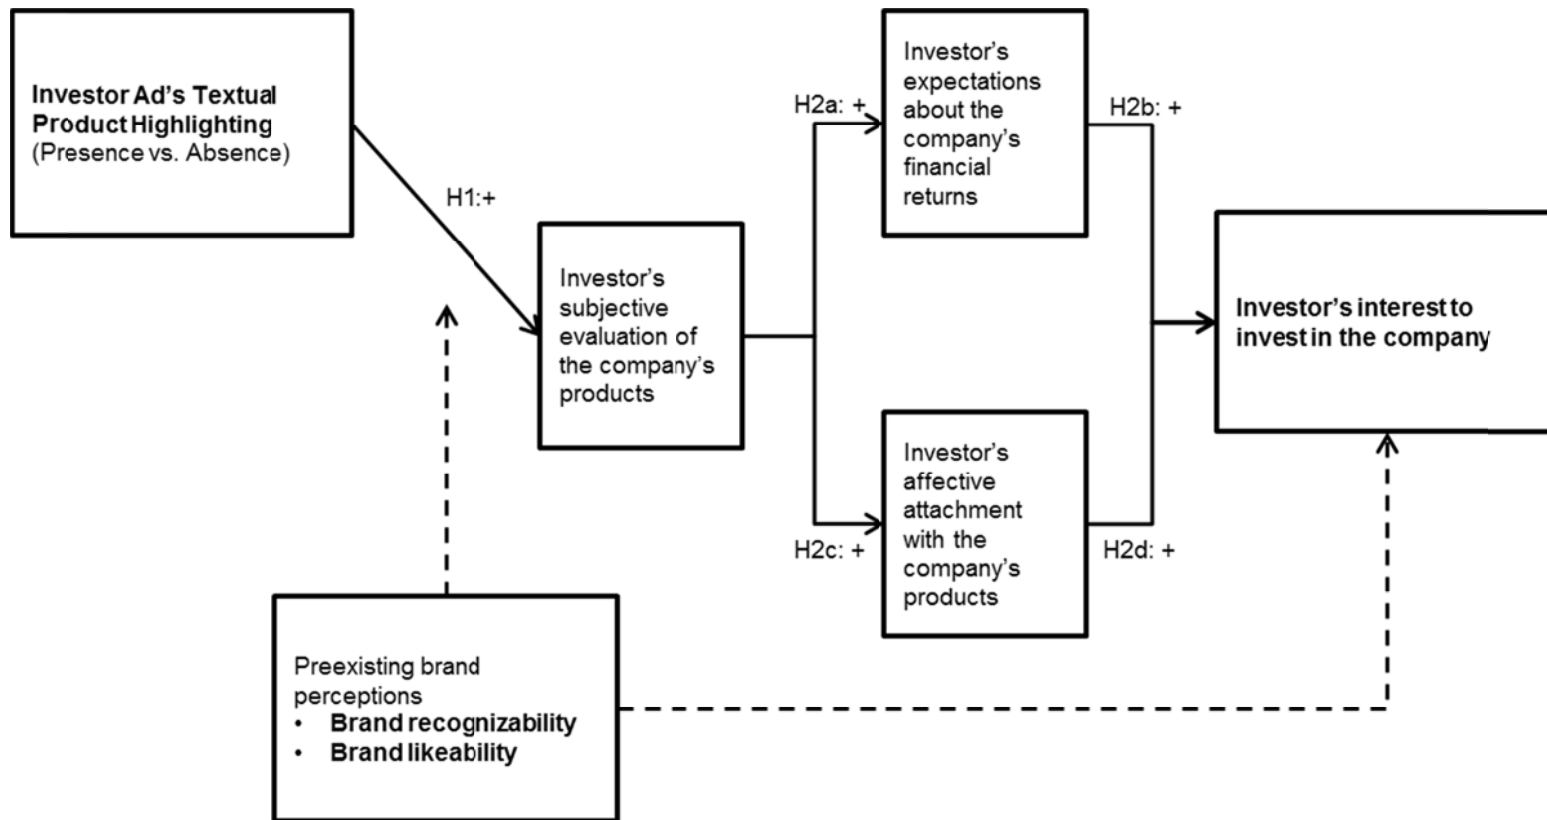 Investor Ad's Textual
Product Highlighting
(Presence vs. Absence)
H1:+
Investor's
subjective
evaluation of
the company's
products
H2a: +
Investor's
expectations
about the
company's
financial
returns
H2b: +
H2c: +
Investor's
affective
attachment
with the
company's
products
H2d: +
Investor's interest to
invest in the company
Preexisting brand
perceptions
• Brand recognizability
• Brand likeability